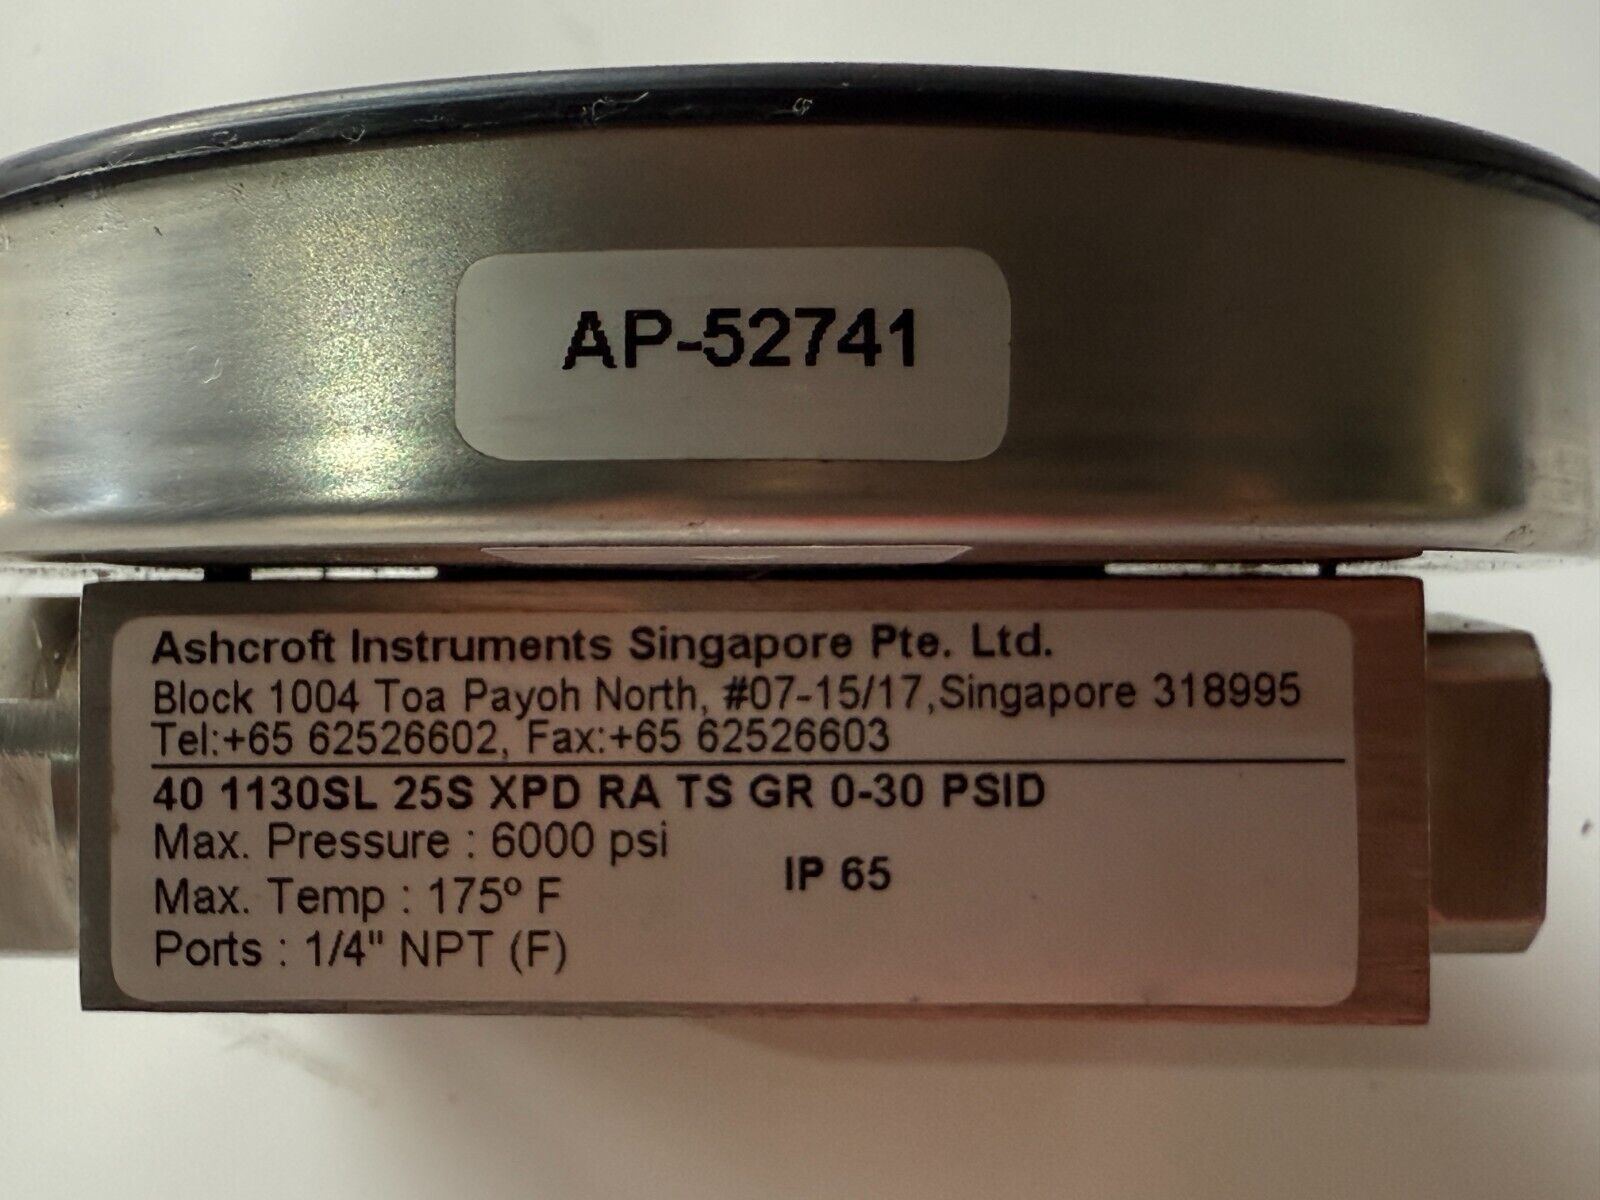 AP-52741
Ashcroft Instruments Singapore Pte. Ltd.
Block 1004 Toa Payoh North, #07-15/17,Singapore 318995
Tel:+65 62526602, Fax:+65 62526603
40 1130SL 25S XPD RA TS GR 0-30 PSID
Max. Pressure : 6000 psi
IP 65
Max. Temp : 175º F
Ports : 1/4" NPT (F)